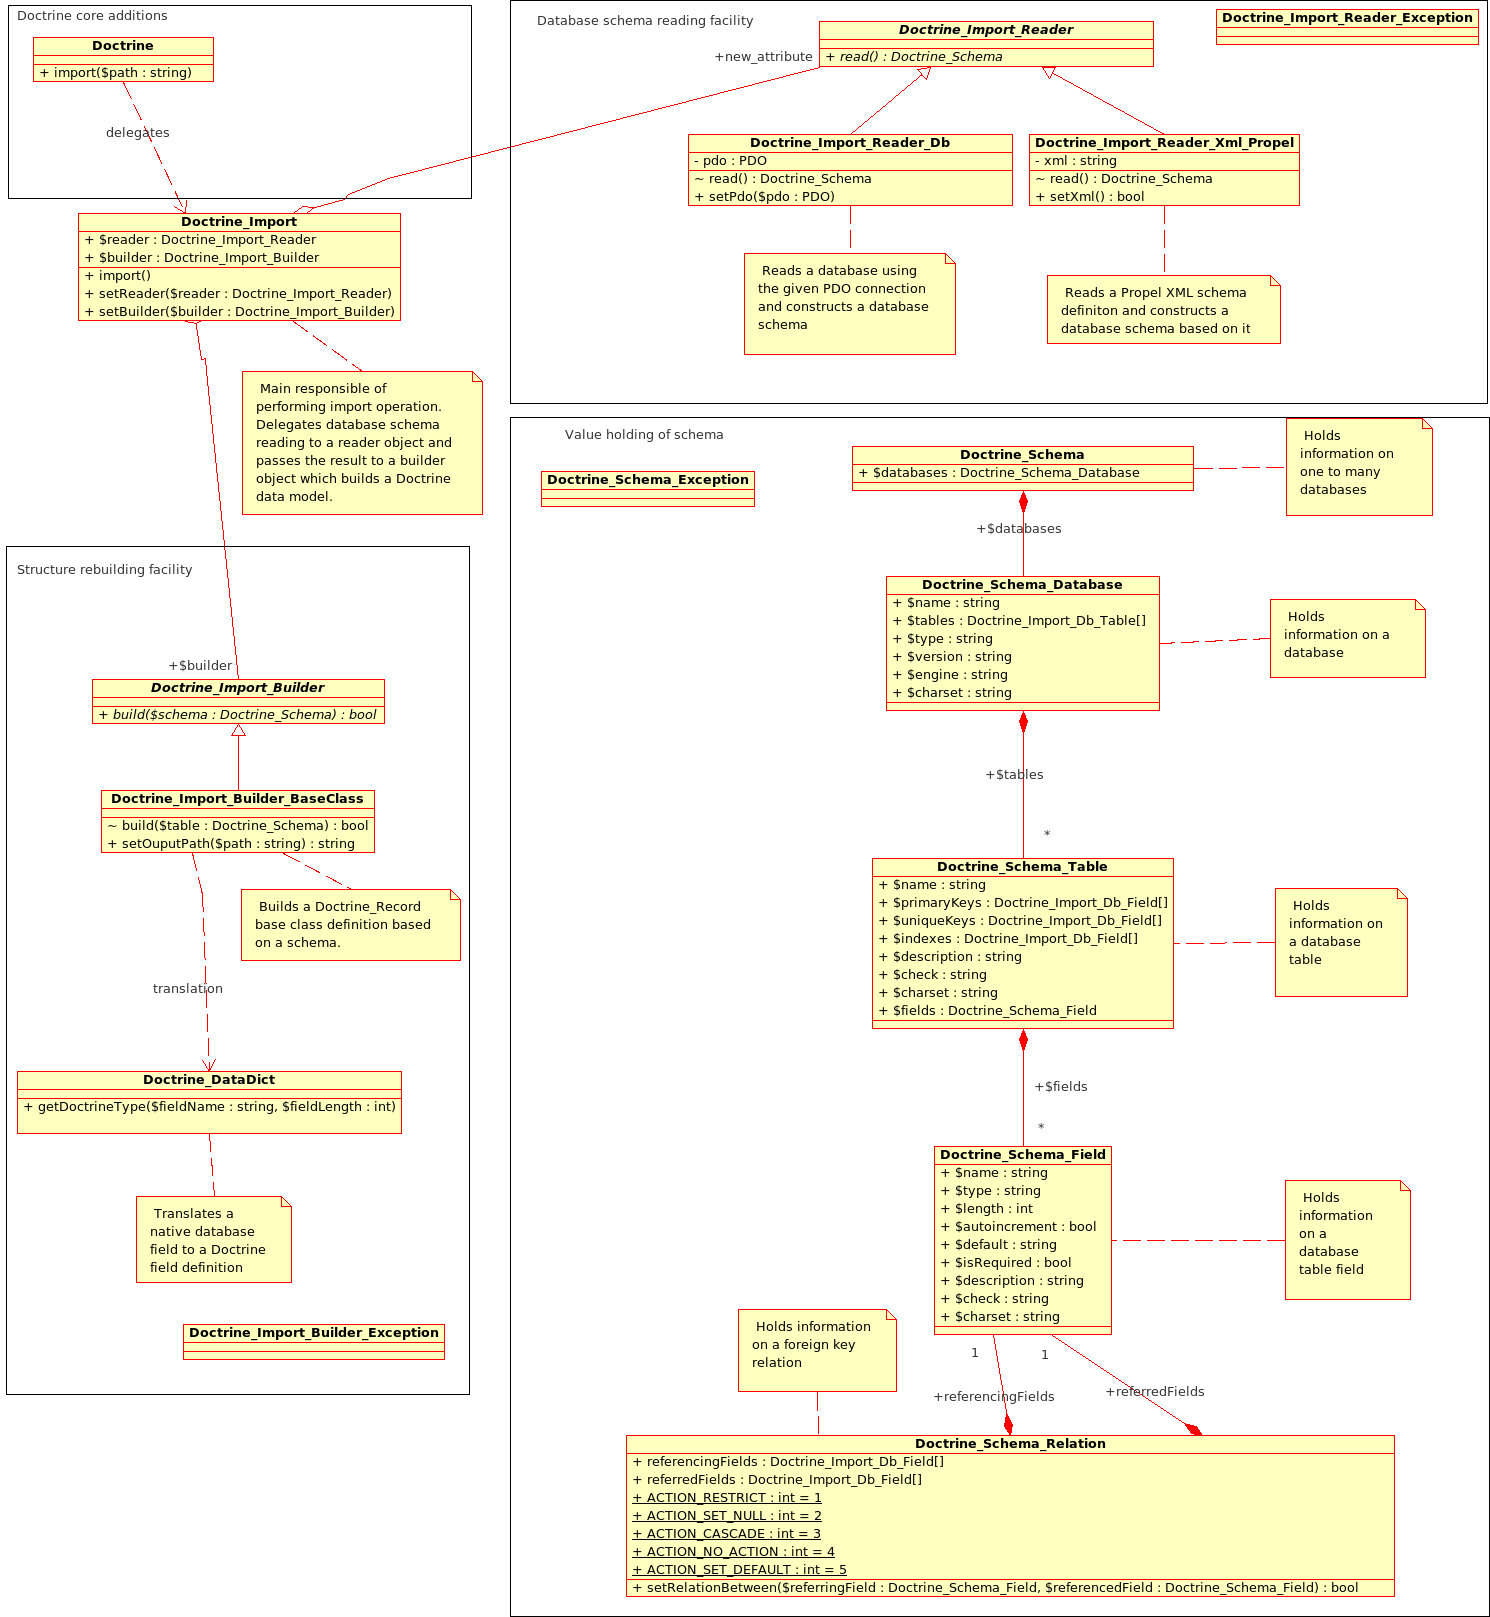 Doctrine core additions
Doctrine
+ import($path : string)
delegates
Doctrine_Import
+ $reader : Doctrine_Import_Reader
+ $builder : Doctrine_Import_Builder
+ import()
+ setReader($reader : Doctrine_Import_Reader)
+ setBuilder($builder : Doctrine_Import_Builder)
Main responsible of
performing import operation.
Delegates database schema
reading to a reader object and
passes the result to a builder
object which builds a Doctrine
data model.
Database schema reading facility
Doctrine_Import_Reader
+ read() : Doctrine_Schema
+new_attribute
Doctrine_Import_Reader_Exception
Doctrine_Import_Reader_Db
- pdo : PDO
~ read() : Doctrine_Schema
+ setPdo($pdo : PDO)
Doctrine_Import_Reader_Xml_Propel
- xml : string
~ read() : Doctrine_Schema
+ setXml() : bool
Reads a database using
the given PDO connection
and constructs a database
schema
Reads a Propel XML schema
definiton and constructs a
database schema based on it
Structure rebuilding facility
+$builder
Doctrine_Import_Builder
+ build($schema : Doctrine_Schema) : bool
Doctrine_Import_Builder_BaseClass
~ build($table : Doctrine_Schema) : bool
+ setOuputPath($path : string) : string
Builds a Doctrine_Record
base class definition based
on a schema.
translation
Doctrine_DataDict
+ getDoctrineType($fieldName : string, $fieldLength : int)
Translates a
native database
field to a Doctrine
field definition
Doctrine_Import_Builder_Exception
Value holding of schema
Doctrine_Schema_Exception
Doctrine_Schema
+ $databases : Doctrine_Schema_Database
Holds
information on
one to many
databases
+$databases
Doctrine_Schema_Database
+ $name : string
+ $tables : Doctrine_Import_Db_Table[]
+ $type : string
+ $version : string
+ $engine : string
+ $charset : string
Holds
information on a
database
+$tables
*
Doctrine_Schema_Table
+ $name : string
+ $primaryKeys : Doctrine_Import_Db_Field[]
+ $uniqueKeys : Doctrine_Import_Db_Field[]
+ $indexes : Doctrine_Import_Db_Field[]
+ $description : string
+ $check : string
+ $charset : string
+ $fields : Doctrine_Schema_Field
Holds
information on
a database
table
+$fields
*
Doctrine_Schema_Field
+ $name : string
+ $type : string
+ $length : int
+ $autoincrement : bool
+ $default : string
+ $isRequired : bool
+ $description : string
+ $check : string
+ $charset : string
Holds
information
on a
database
table field
Holds information
on a foreign key
relation
1
1
+referencingFields
+referredFields
Doctrine_Schema_Relation
+ referencingFields : Doctrine_Import_Db_Field[]
+ referredFields : Doctrine_Import_Db_Field[]
+ ACTION_RESTRICT : int = 1
+ ACTION_SET_NULL : int = 2
+ ACTION_CASCADE : int = 3
+ ACTION_NO_ACTION : int = 4
+ ACTION_SET_DEFAULT : int = 5
+ setRelationBetween($referringField : Doctrine_Schema_Field, $referencedField : Doctrine_Schema_Field) : bool